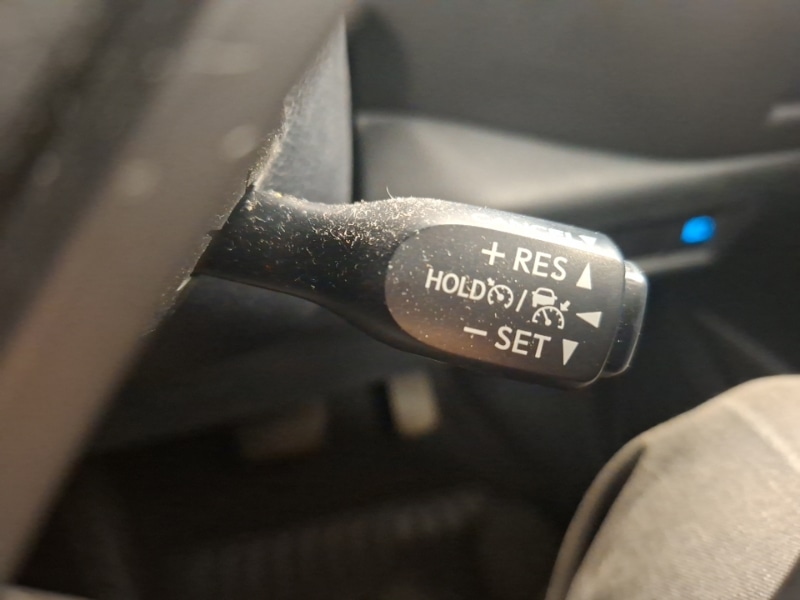 + RES ▲
HOLD / ◀
− SET ▼